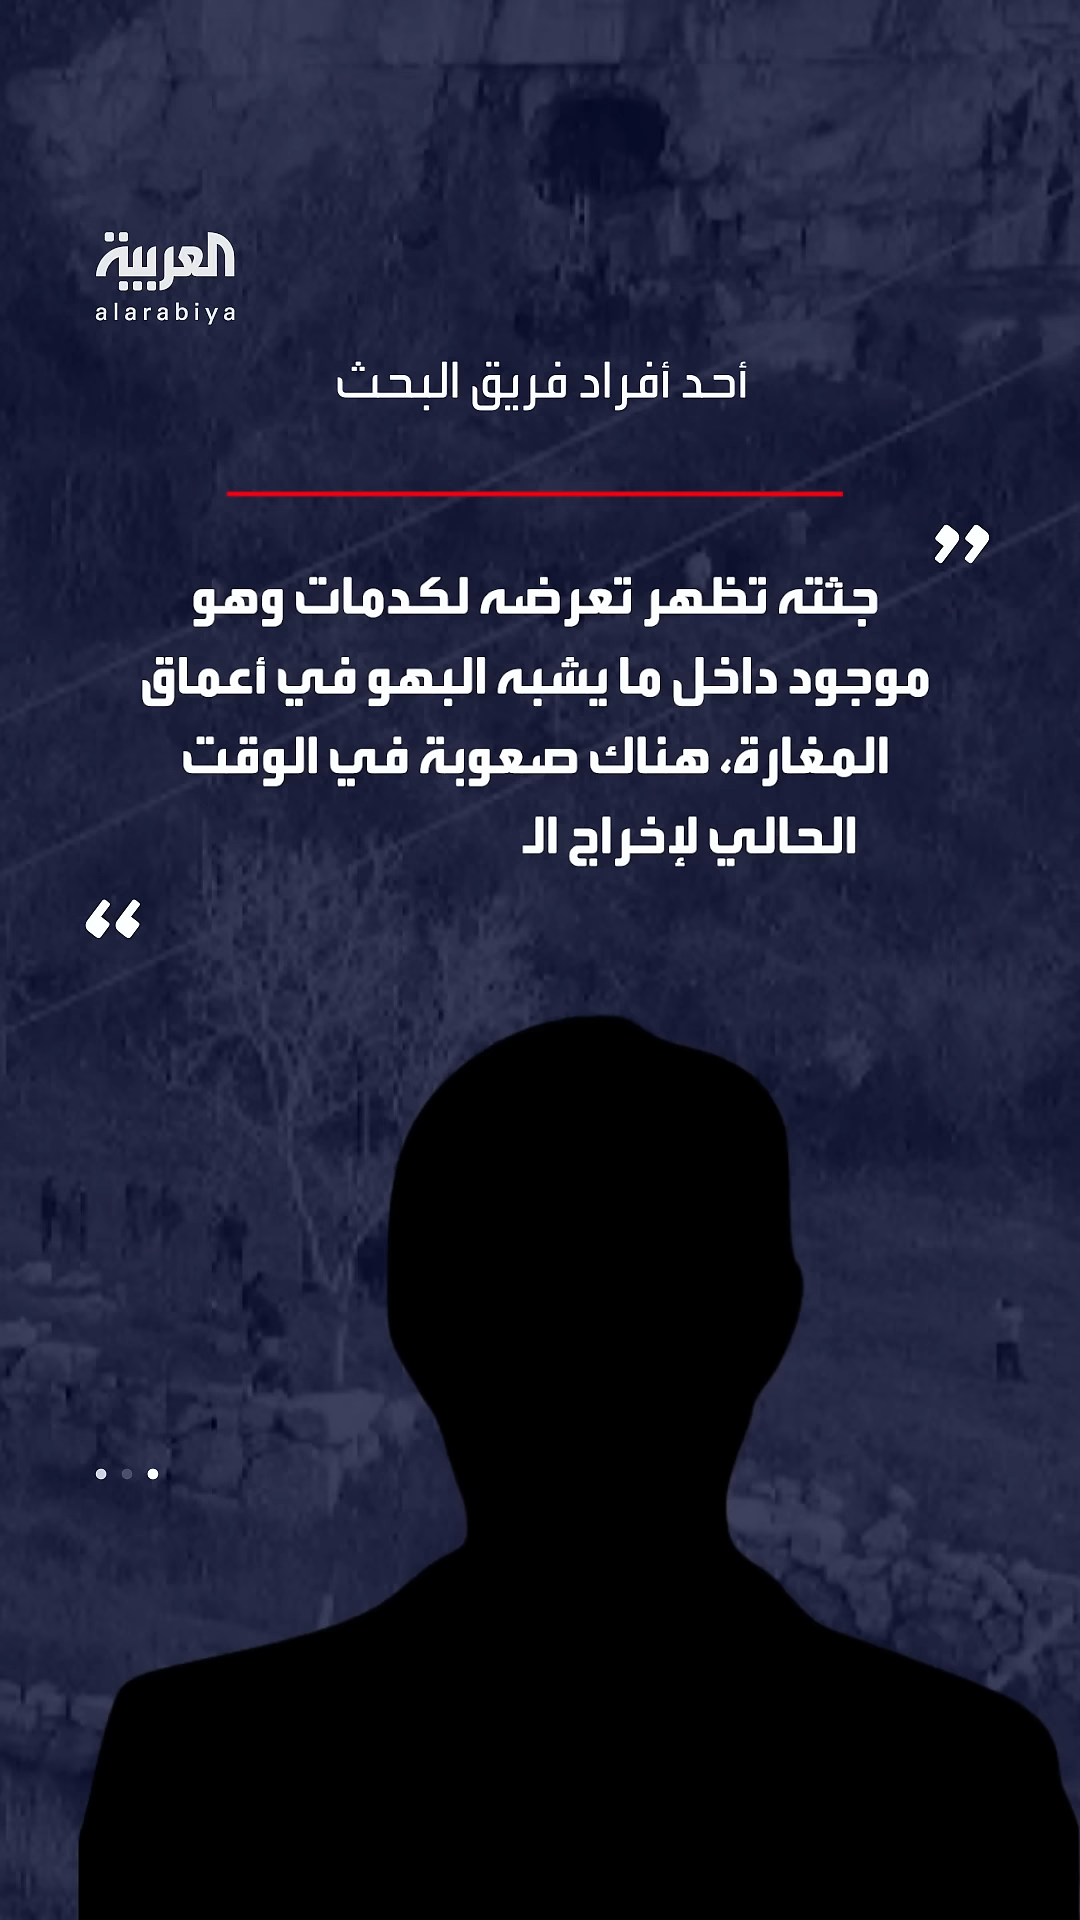 العربية
alarabiya
أحد أفراد فريق البحث
”
جثته تظهر تعرضه لكدمات وهو
موجود داخل ما يشبه البهو في أعماق
المغارة، هناك صعوبة في الوقت
الحالي لإخراج الـ
“